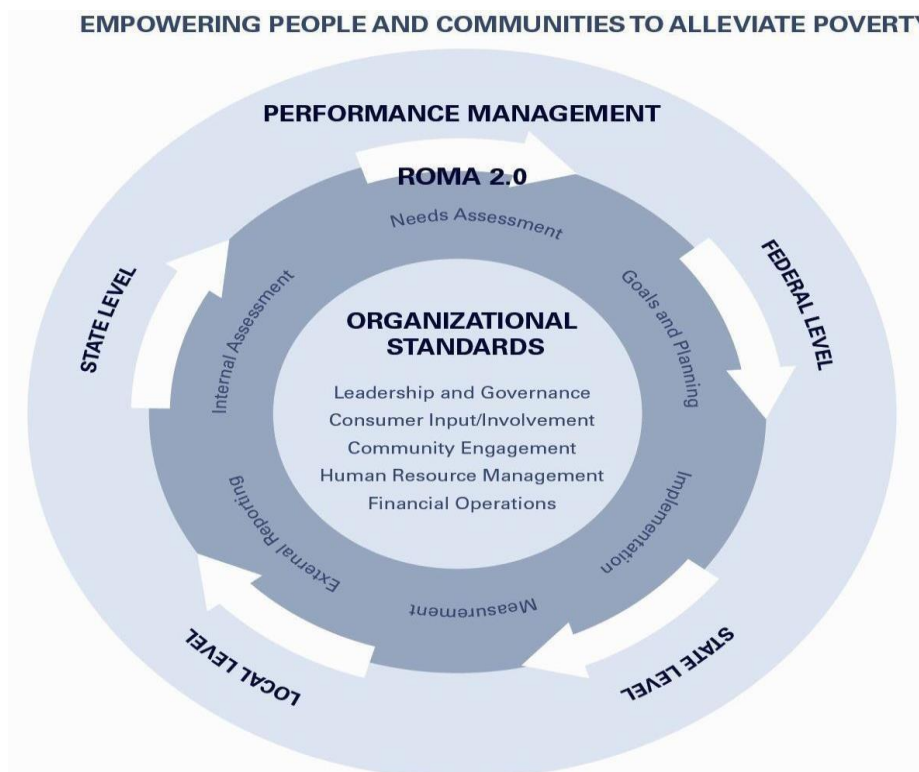 EMPOWERING PEOPLE AND COMMUNITIES TO ALLEVIATE POVERTY
PERFORMANCE MANAGEMENT
ROMA 2.0
Needs Assessment
FEDERAL LEVEL
Goals and Planning
STATE LEVEL
Internal Assessment
ORGANIZATIONAL
STANDARDS
Leadership and Governance
Consumer Input/Involvement
Community Engagement
Human Resource Management
Financial Operations
Implementation
External Reporting
Measurement
LOCAL LEVEL
STATE LEVEL